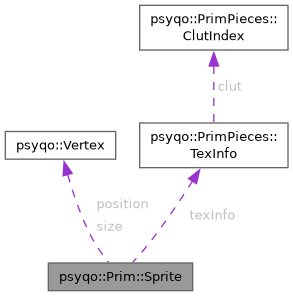 psyqo::PrimPieces::
ClutIndex
clut
psyqo::Vertex
psyqo::PrimPieces::
TexInfo
position
size
texInfo
psyqo::Prim::Sprite